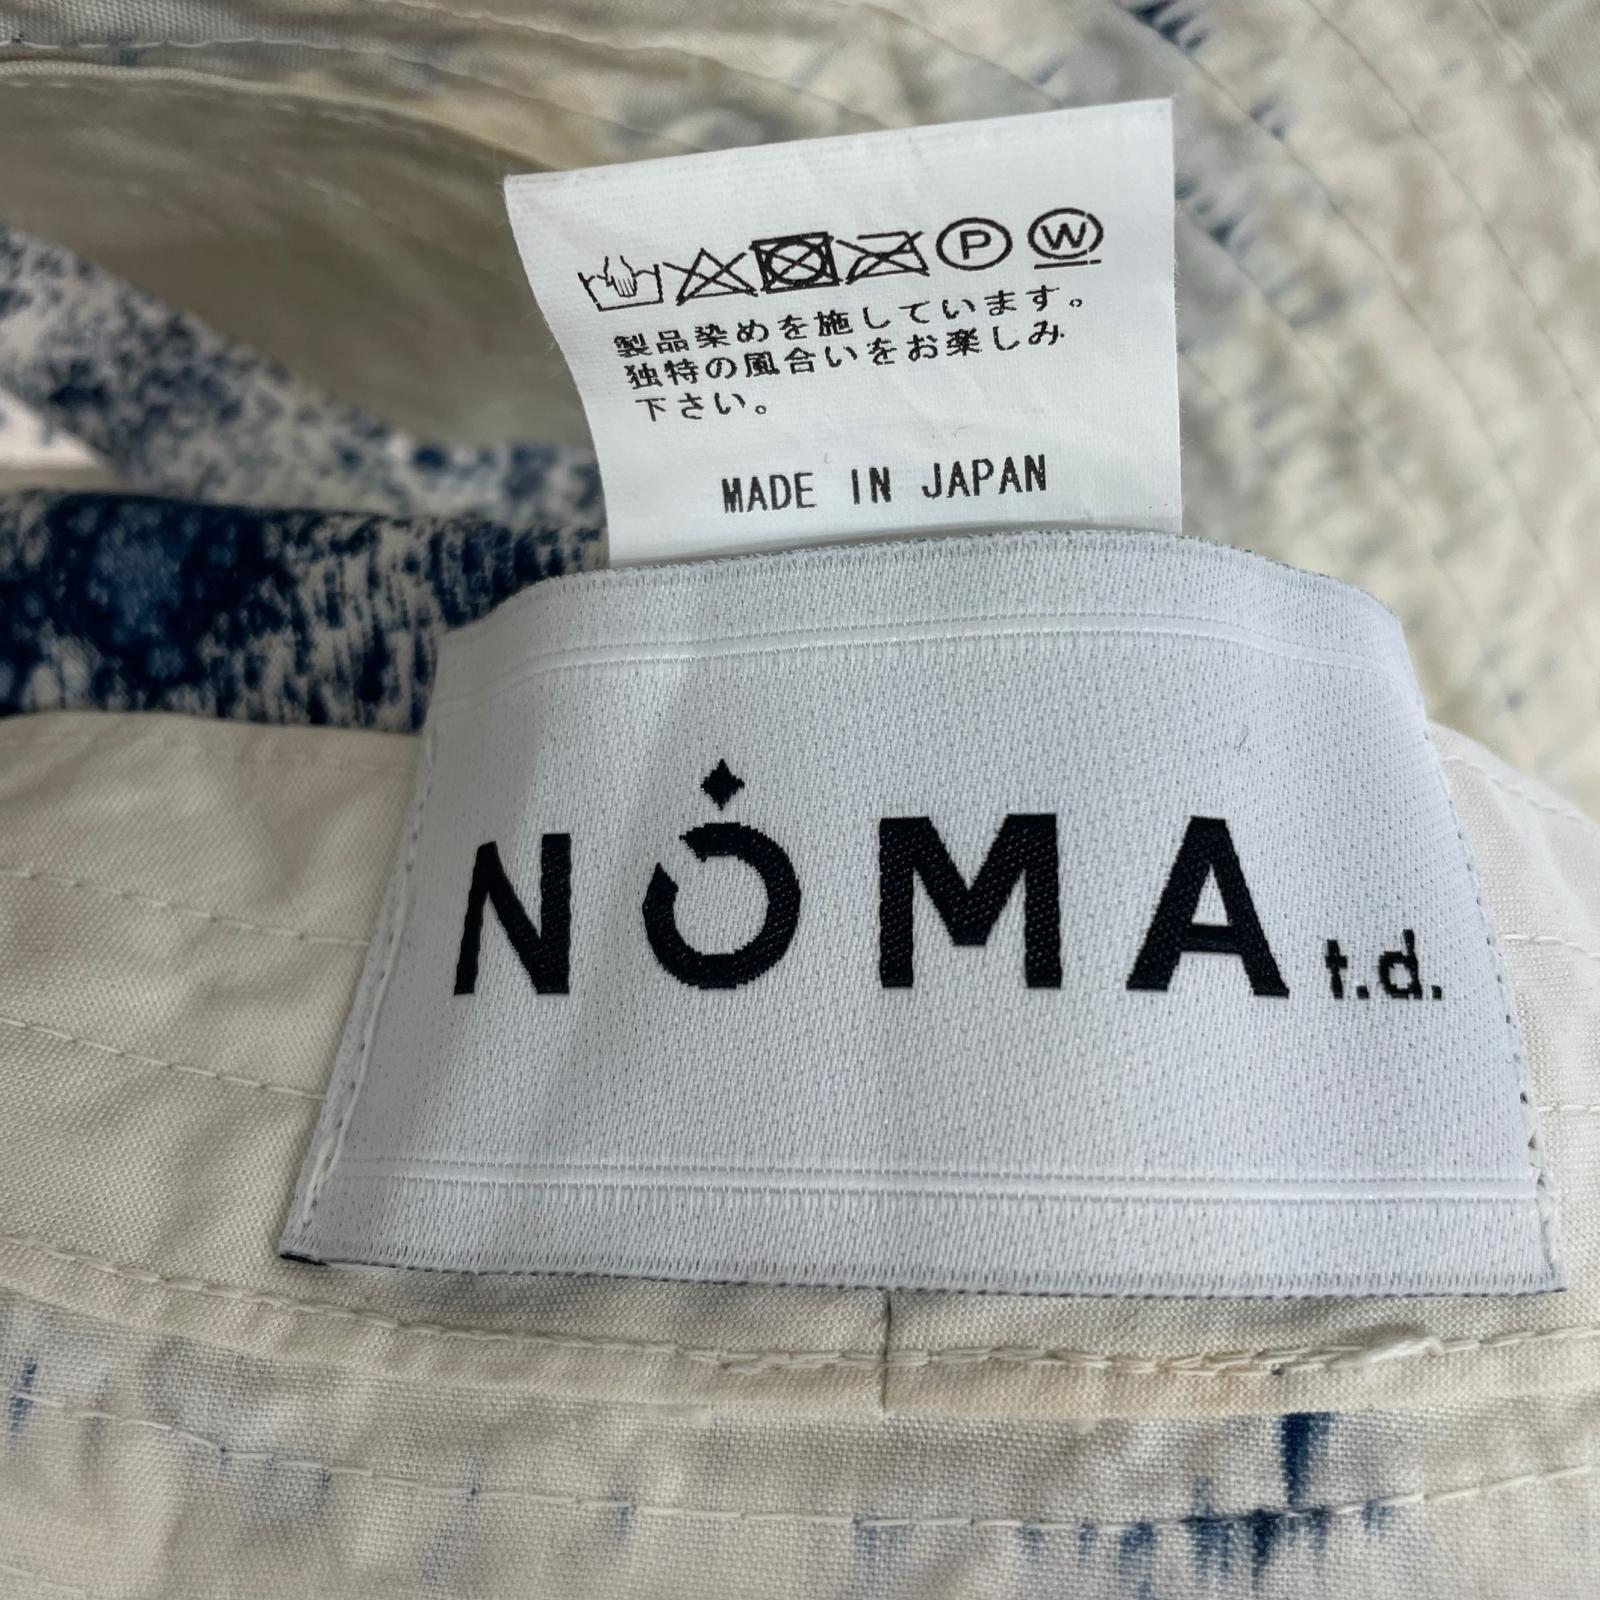 P W
製品染めを施しています。
独特の風合いをお楽しみ
下さい。
MADE IN JAPAN
NOMA t.d.